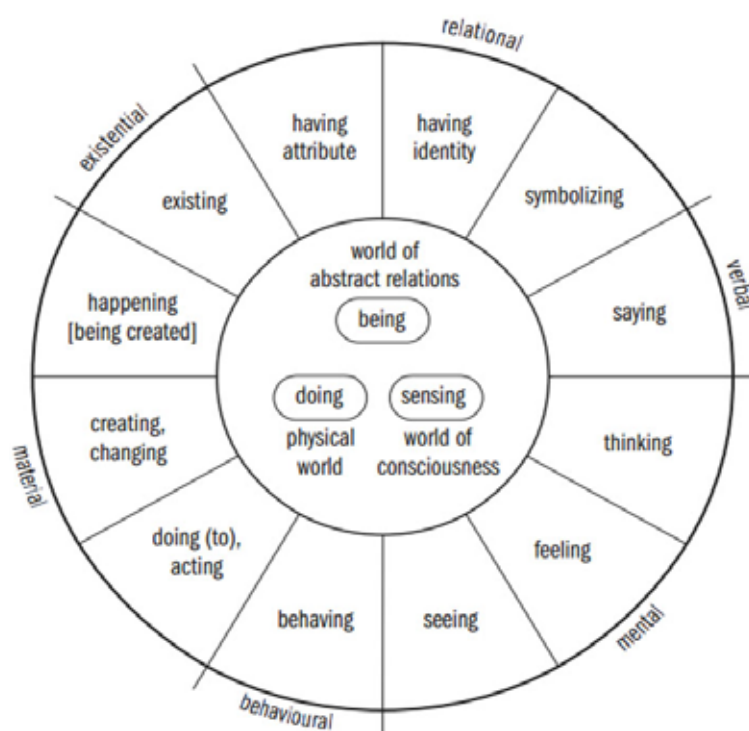 relational
existential
having
attribute
having
identity
existing
symbolizing
world of
abstract relations
being
verbal
happening
[being created]
saying
doing
sensing
physical
world
world of
consciousness
creating,
changing
thinking
material
doing (to),
acting
feeling
behaving
seeing
mental
behavioural